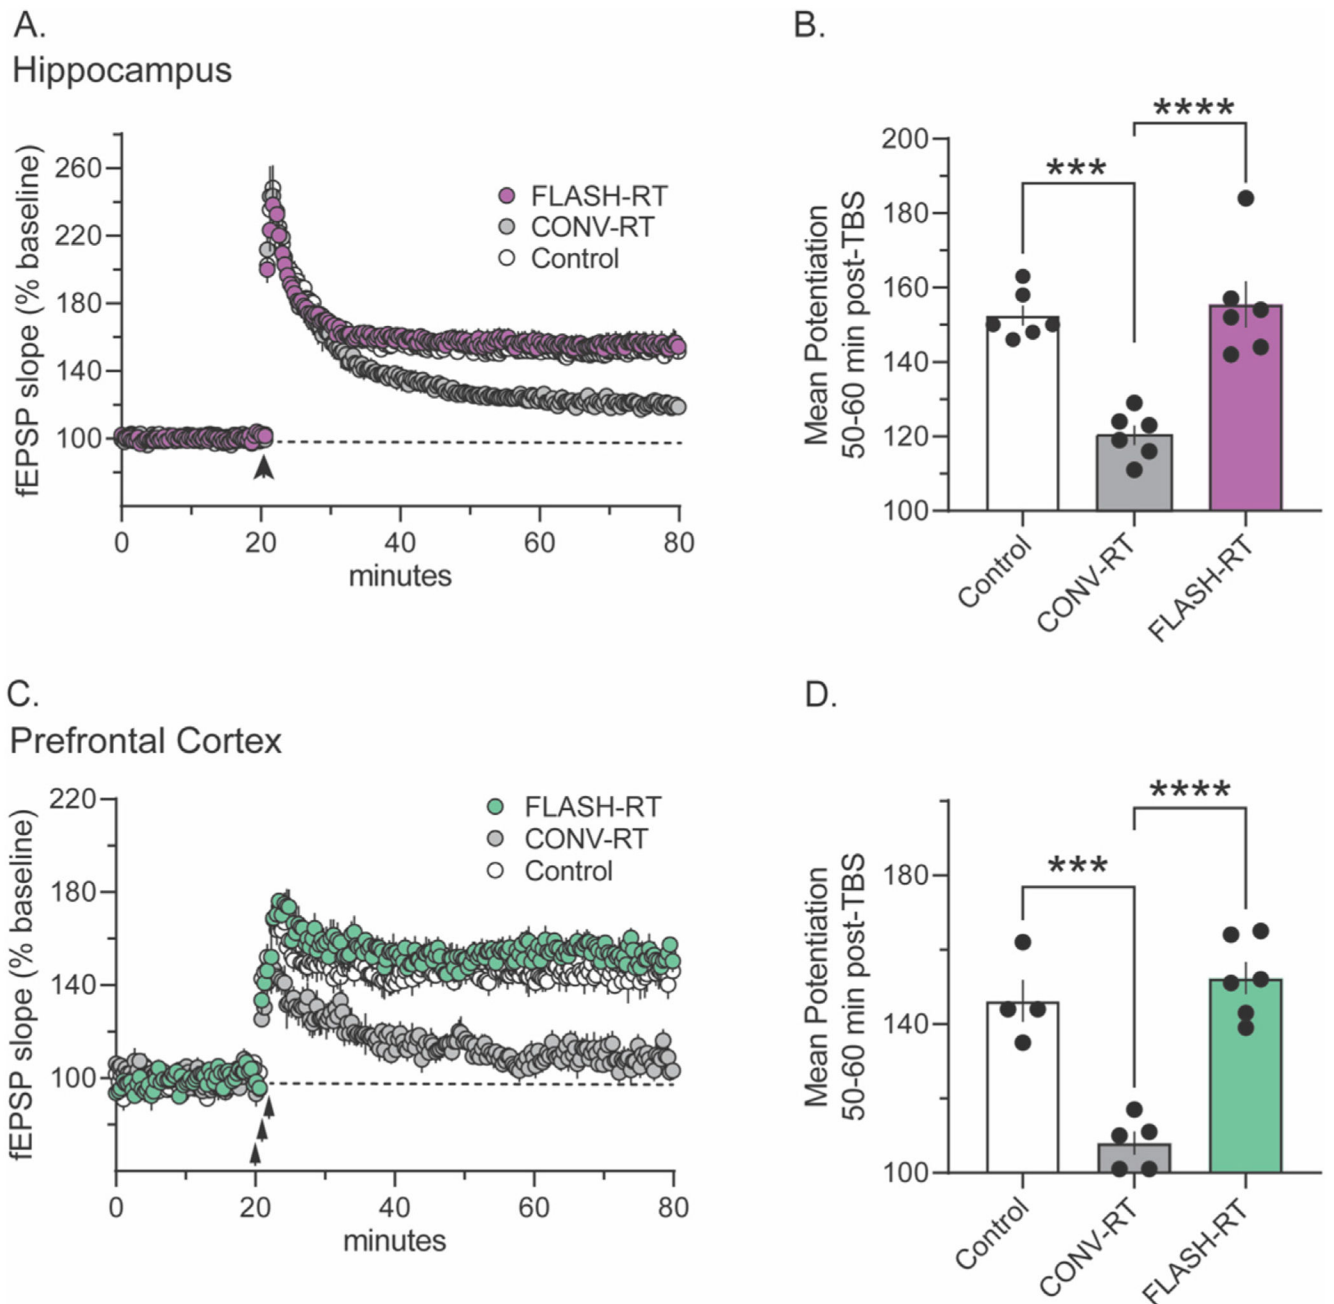 A.
Hippocampus
fEPSP slope (% baseline)
260
220
180
140
100
FLASH-RT
CONV-RT
Control
0 20 40 60 80
minutes
B.
Mean Potentiation
50-60 min post-TBS
200
180
160
140
120
100
***
****
Control
CONV-RT
FLASH-RT
C.
Prefrontal Cortex
fEPSP slope (% baseline)
220
180
140
100
FLASH-RT
CONV-RT
Control
0 20 40 60 80
minutes
D.
Mean Potentiation
50-60 min post-TBS
180
140
100
***
****
Control
CONV-RT
FLASH-RT